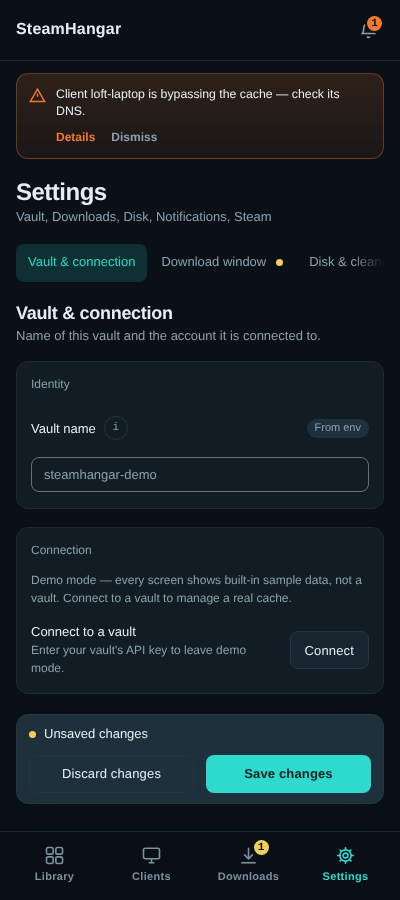 SteamHangar
1
Client loft-laptop is bypassing the cache — check its
DNS.
Details Dismiss
Settings
Vault, Downloads, Disk, Notifications, Steam
Vault & connection Download window Disk & clean
Vault & connection
Name of this vault and the account it is connected to.
Identity
Vault name i From env
steamhangar-demo
Connection
Demo mode — every screen shows built-in sample data, not a
vault. Connect to a vault to manage a real cache.
Connect to a vault
Enter your vault's API key to leave demo
mode.
Connect
Unsaved changes
Discard changes Save changes
1
Library Clients Downloads Settings